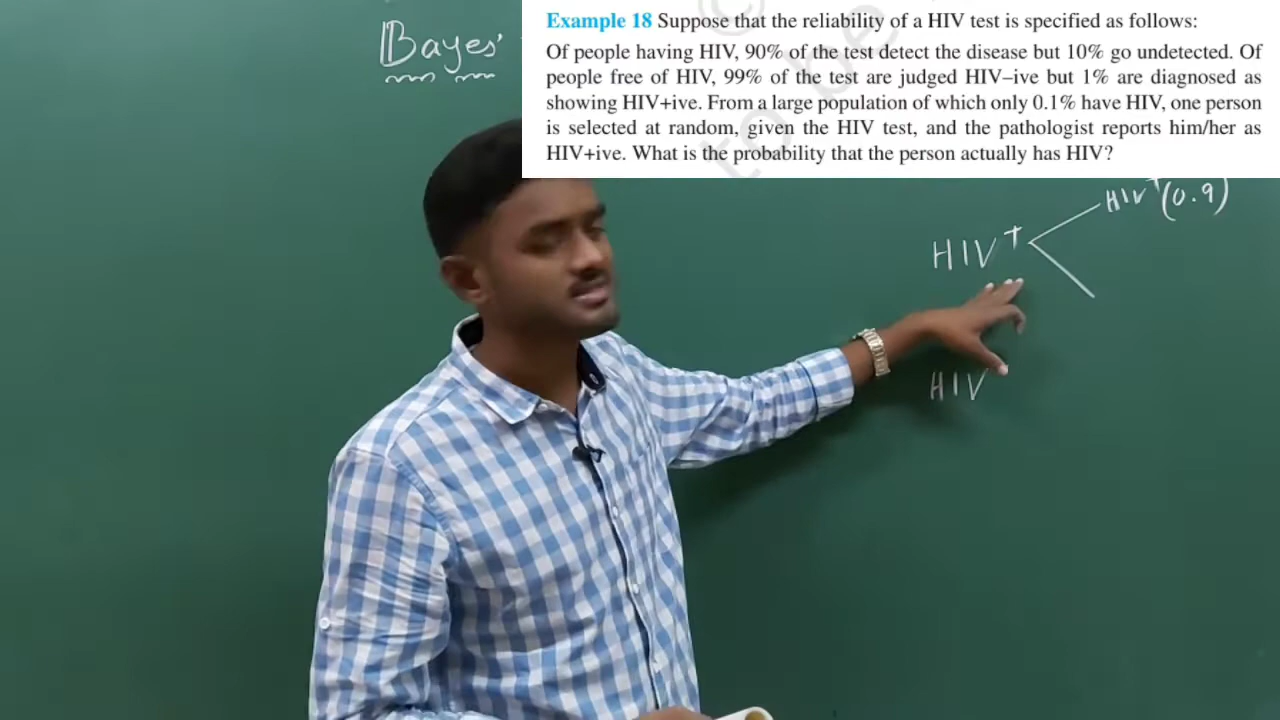 Bayes'
Example 18 Suppose that the reliability of a HIV test is specified as follows:
Of people having HIV, 90% of the test detect the disease but 10% go undetected. Of
people free of HIV, 99% of the test are judged HIV–ive but 1% are diagnosed as
showing HIV+ive. From a large population of which only 0.1% have HIV, one person
is selected at random, given the HIV test, and the pathologist reports him/her as
HIV+ive. What is the probability that the person actually has HIV?
to be
HIV+ (0.9)
HIV+
HIV